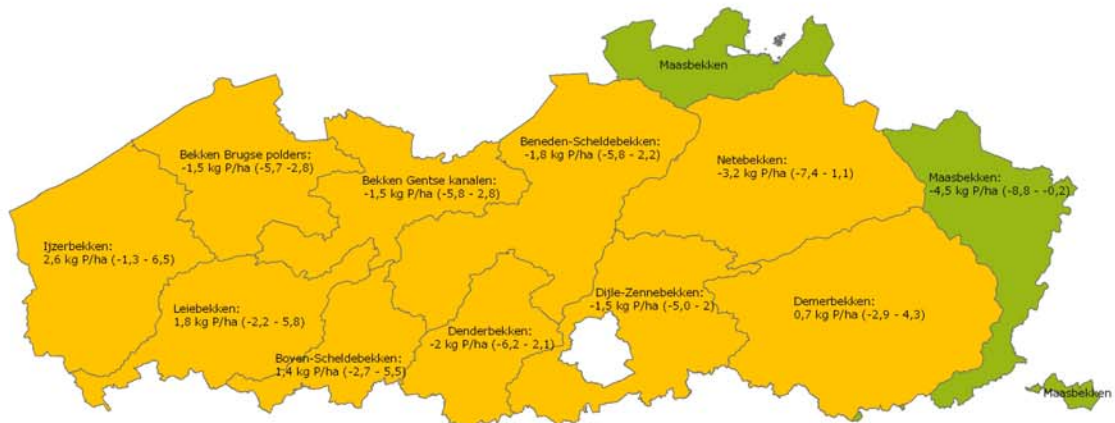 Maasbekken
Beneden-Scheldebekken:
-1,8 kg P/ha (-5,8 - 2,2)
Bekken Brugse polders:
-1,5 kg P/ha (-5,7 -2,8)
Netebekken:
-3,2 kg P/ha (-7,4 - 1,1)
Bekken Gentse kanalen:
-1,5 kg P/ha (-5,8 - 2,8)
Maasbekken:
-4,5 kg P/ha (-8,8 - -0,2)
Ijzerbekken:
2,6 kg P/ha (-1,3 - 6,5)
Leiebekken:
1,8 kg P/ha (-2,2 - 5,8)
Dijle-Zennebekken:
-1,5 kg P/ha (-5,0 - 2)
Demerbekken:
0,7 kg P/ha (-2,9 - 4,3)
Denderbekken:
-2 kg P/ha (-6,2 - 2,1)
Boven-Scheldebekken:
1,4 kg P/ha (-2,7 - 5,5)
Maasbekken